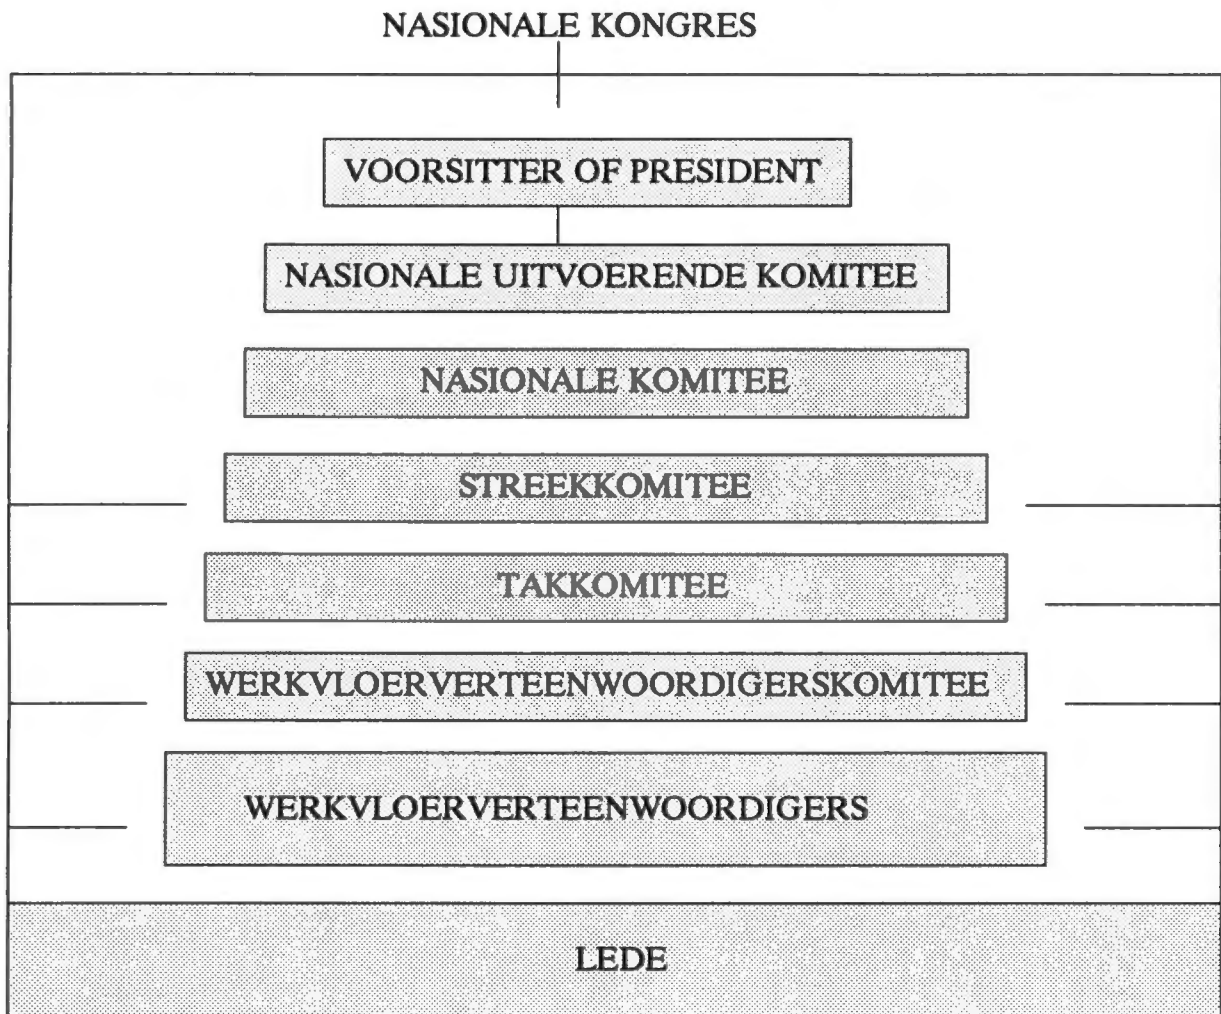 NASIONALE KONGRES
VOORSITTER OF PRESIDENT
NASIONALE UITVOERENDE KOMITEE
NASIONALE KOMITEE
STREEKKOMITEE
TAKKOMITEE
WERKVLOERVERTEENWOORDIGERSKOMITEE
WERKVLOERVERTEENWOORDIGERS
LEDE